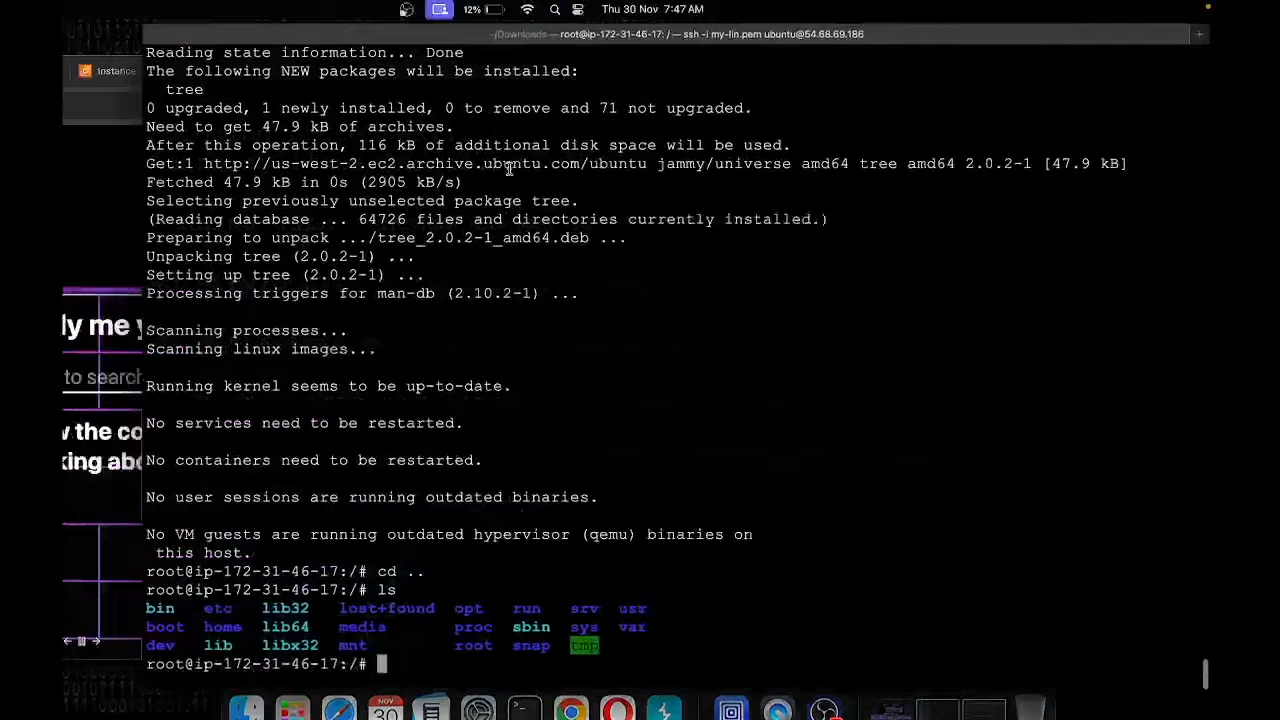 12%
Thu 30 Nov 7:47 AM
~/Downloads — root@ip-172-31-46-17: / — ssh -i my-lin.pem ubuntu@54.68.69.186
Reading state information... Done
instance
The following NEW packages will be installed:
tree
0 upgraded, 1 newly installed, 0 to remove and 71 not upgraded.
Need to get 47.9 kB of archives.
After this operation, 116 kB of additional disk space will be used.
Get:1 http://us-west-2.ec2.archive.ubuntu.com/ubuntu jammy/universe amd64 tree amd64 2.0.2-1 [47.9 kB]
Fetched 47.9 kB in 0s (2905 kB/s)
Selecting previously unselected package tree.
(Reading database ... 64726 files and directories currently installed.)
Preparing to unpack .../tree_2.0.2-1_amd64.deb ...
Unpacking tree (2.0.2-1) ...
Setting up tree (2.0.2-1) ...
Processing triggers for man-db (2.10.2-1) ...
Scanning processes...
Scanning linux images...
Running kernel seems to be up-to-date.
No services need to be restarted.
No containers need to be restarted.
No user sessions are running outdated binaries.
No VM guests are running outdated hypervisor (qemu) binaries on
this host.
root@ip-172-31-46-17:/# cd ..
root@ip-172-31-46-17:/# ls
bin etc lib32 lost+found opt run srv usr
boot home lib64 media proc sbin sys var
dev lib libx32 mnt root snap tmp
root@ip-172-31-46-17:/#
ly me y
to search
w the co
king abo
NOV
30